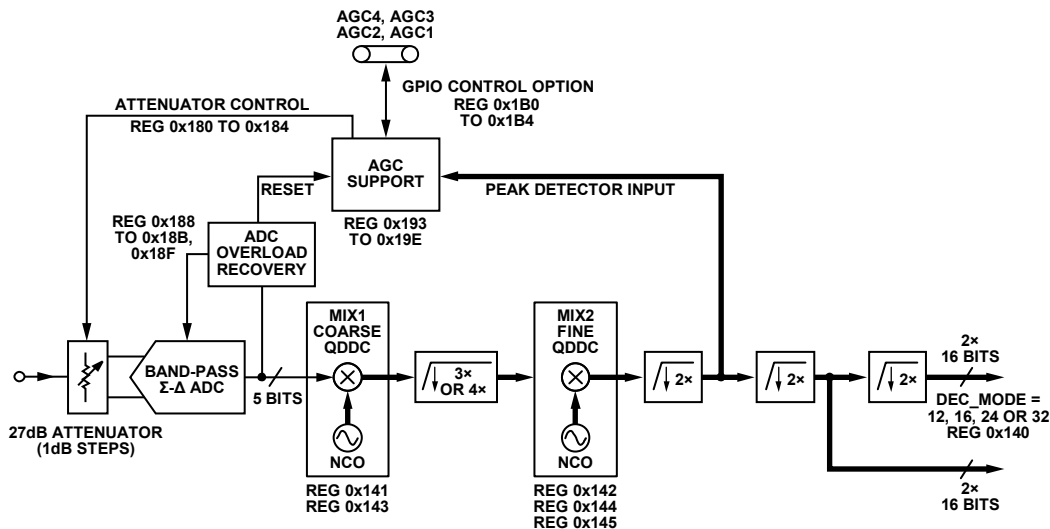 AGC4, AGC3
AGC2, AGC1
GPIO CONTROL OPTION
REG 0x1B0
TO 0x1B4
ATTENUATOR CONTROL
REG 0x180 TO 0x184
AGC
SUPPORT
RESET
PEAK DETECTOR INPUT
REG 0x193
TO 0x19E
REG 0x188
TO 0x18B,
0x18F
ADC
OVERLOAD
RECOVERY
MIX1
COARSE
QDDC
MIX2
FINE
QDDC
BAND-PASS
Σ-Δ ADC
5 BITS
3×
OR 4×
2×
2×
2×
2×
16 BITS
DEC_MODE =
12, 16, 24 OR 32
REG 0x140
27dB ATTENUATOR
(1dB STEPS)
NCO
NCO
REG 0x141
REG 0x143
REG 0x142
REG 0x144
REG 0x145
2×
16 BITS